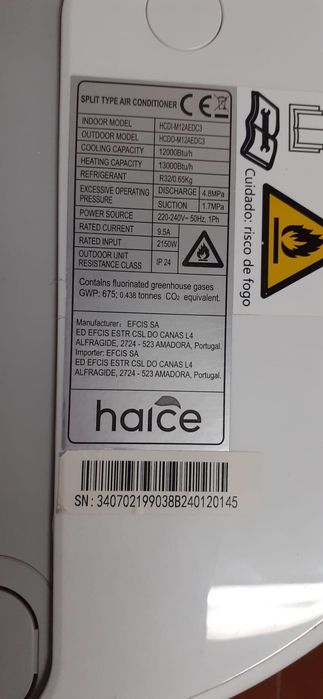 SPLIT TYPE AIR CONDITIONER CE
INDOOR MODEL HCDI-M12AEDC3
OUTDOOR MODEL HCDO-M12AEDC3
COOLING CAPACITY 12000Btu/h
HEATING CAPACITY 13000Btu/h
REFRIGERANT R32/0.65Kg
EXCESSIVE OPERATING PRESSURE DISCHARGE 4.8MPa
SUCTION 1.7MPa
POWER SOURCE 220-240V~ 50Hz, 1Ph
RATED CURRENT 9.5A
RATED INPUT 2150W
OUTDOOR UNIT RESISTANCE CLASS IP 24
Contains fluorinated greenhouse gases
GWP: 675; 0.438 tonnes CO₂ equivalent.
Manufacturer: EFCIS SA
ED EFCIS ESTR CSL DO CANAS L4
ALFRAGIDE, 2724 - 523 AMADORA, Portugal.
Importer: EFCIS SA
ED EFCIS ESTR CSL DO CANAS L4
ALFRAGIDE, 2724 - 523 AMADORA, Portugal.
haice
SN: 340702199038B240120145
Cuidado: risco de fogo